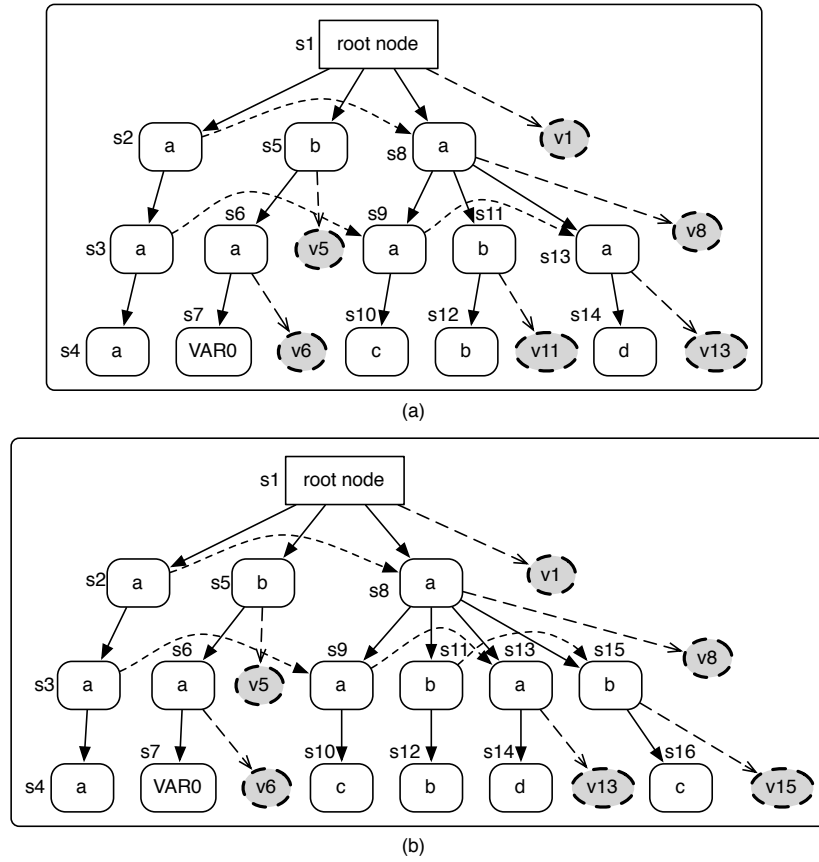 s1 root node
s2 a
s5 b
s8 a
v1
s3 a
s6 a
v5
s9 a
s11 b
s13 a
v8
s4 a
s7 VAR0
v6
s10 c
s12 b
v11
s14 d
v13
(a)
s1 root node
s2 a
s5 b
s8 a
v1
s3 a
s6 a
v5
s9 a
s11 b
s13 a
s15 b
v8
s4 a
s7 VAR0
v6
s10 c
s12 b
s14 d
v13
s16 c
v15
(b)